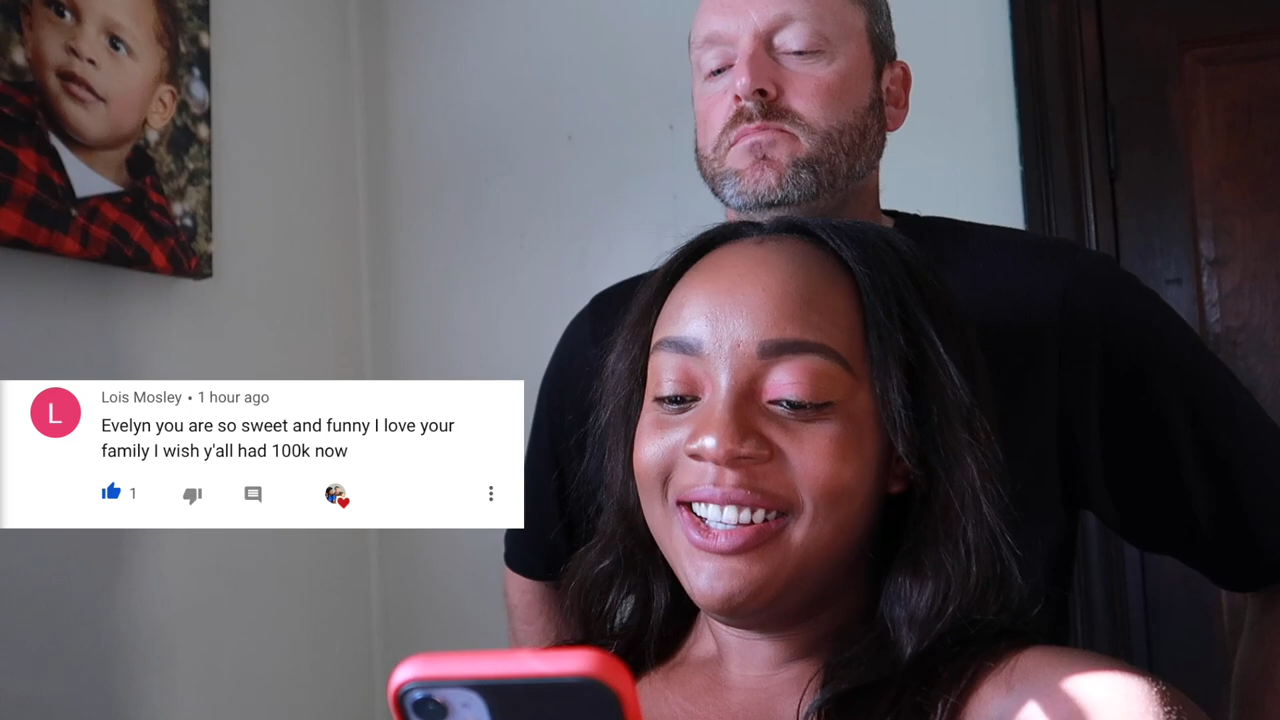 L
Lois Mosley • 1 hour ago
Evelyn you are so sweet and funny I love your
family I wish y'all had 100k now
1